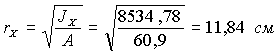 r_x = √(J_x / A) = √(8534,78 / 60,9) = 11,84 см